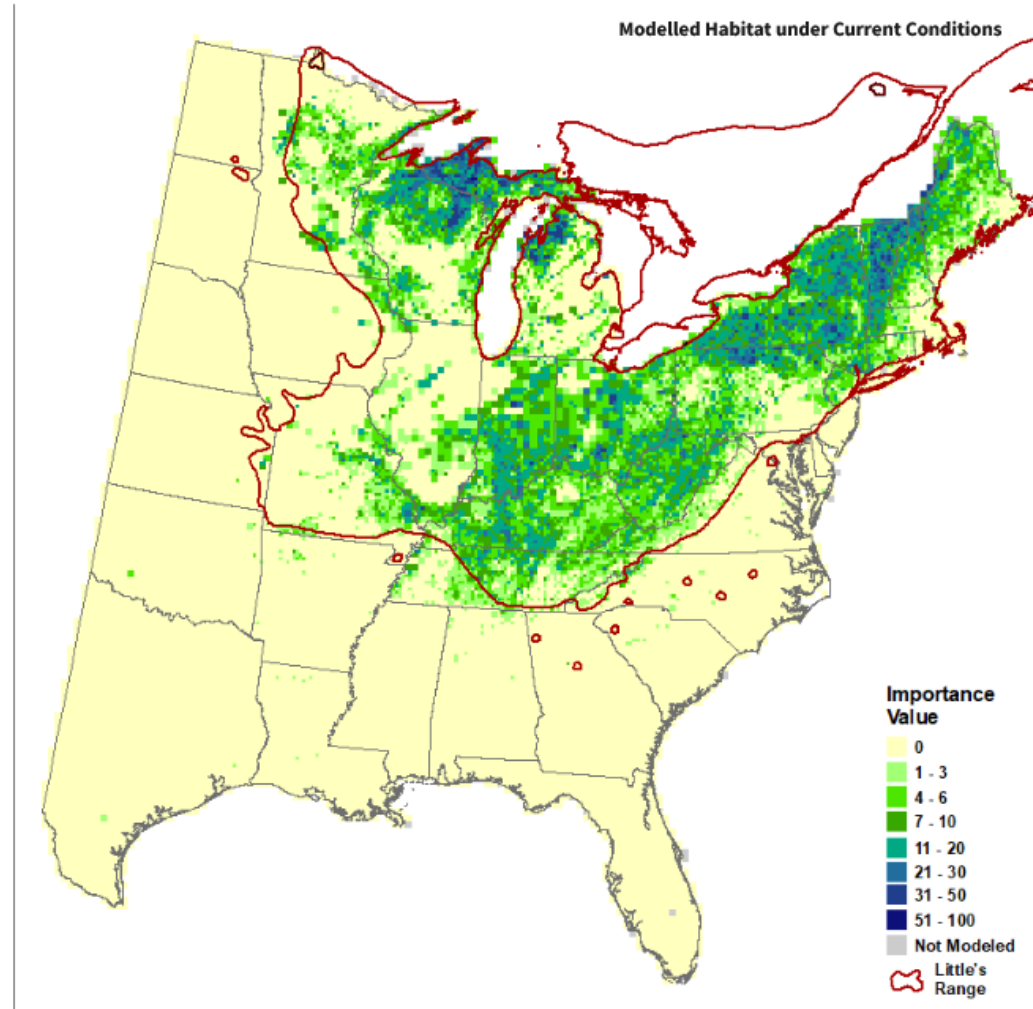 Modelled Habitat under Current Conditions
Importance
Value
0
1 - 3
4 - 6
7 - 10
11 - 20
21 - 30
31 - 50
51 - 100
Not Modeled
Little's
Range